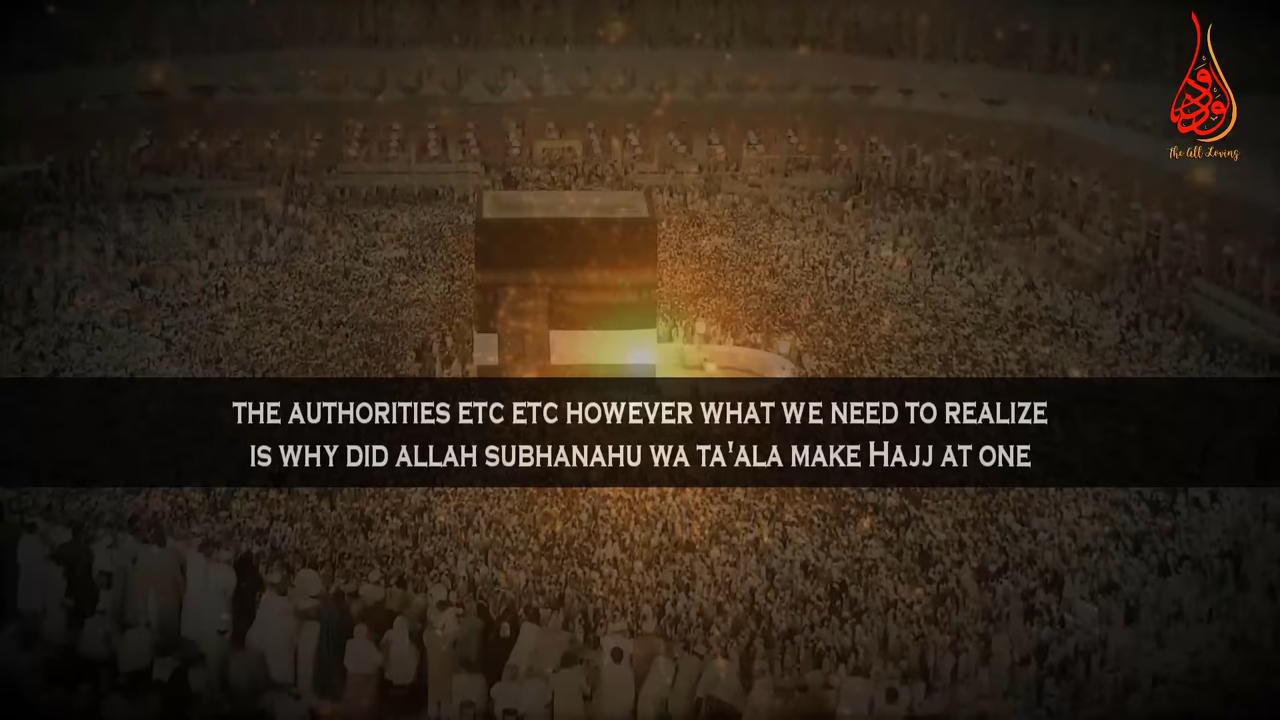 الودود
The All Loving
THE AUTHORITIES ETC ETC HOWEVER WHAT WE NEED TO REALIZE
IS WHY DID ALLAH SUBHANAHU WA TA'ALA MAKE HAJJ AT ONE